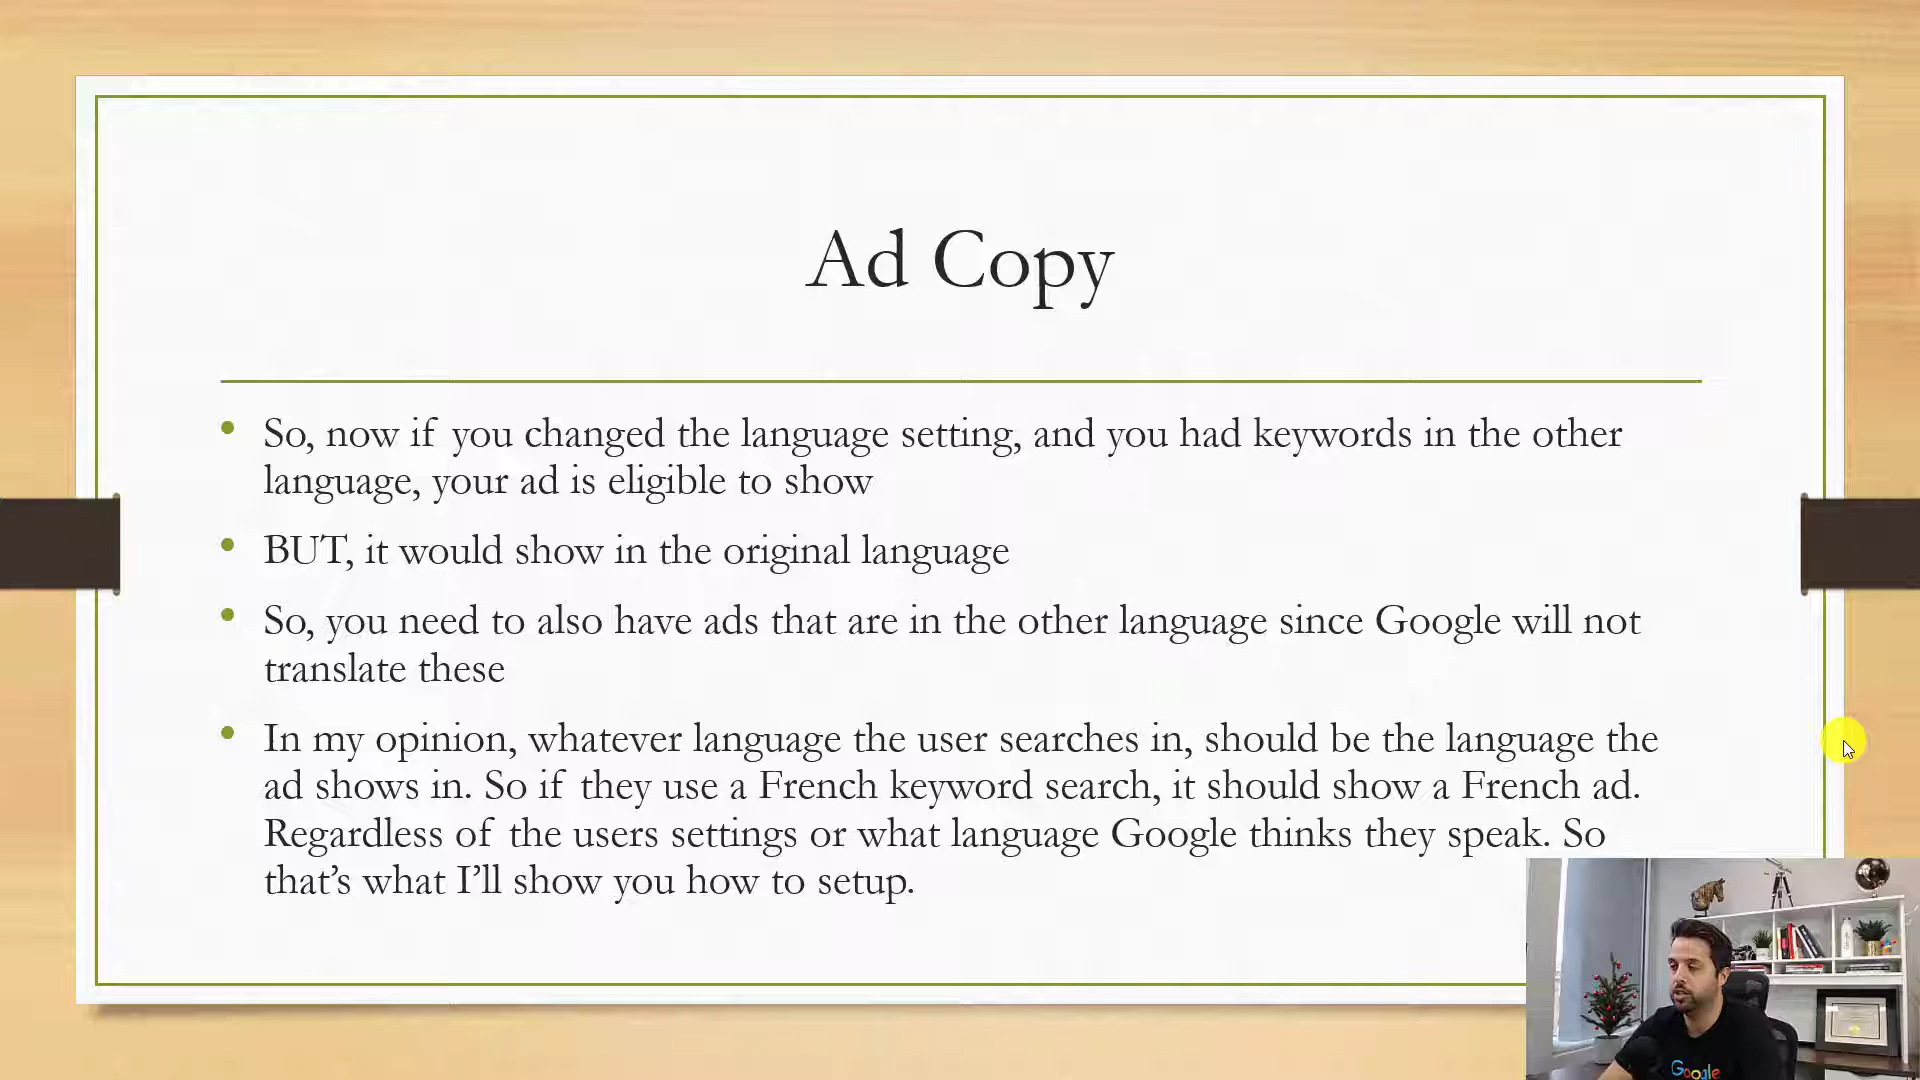 Ad Copy
So, now if you changed the language setting, and you had keywords in the other
language, your ad is eligible to show
BUT, it would show in the original language
So, you need to also have ads that are in the other language since Google will not
translate these
In my opinion, whatever language the user searches in, should be the language the
ad shows in. So if they use a French keyword search, it should show a French ad.
Regardless of the users settings or what language Google thinks they speak. So
that’s what I’ll show you how to setup.
Google